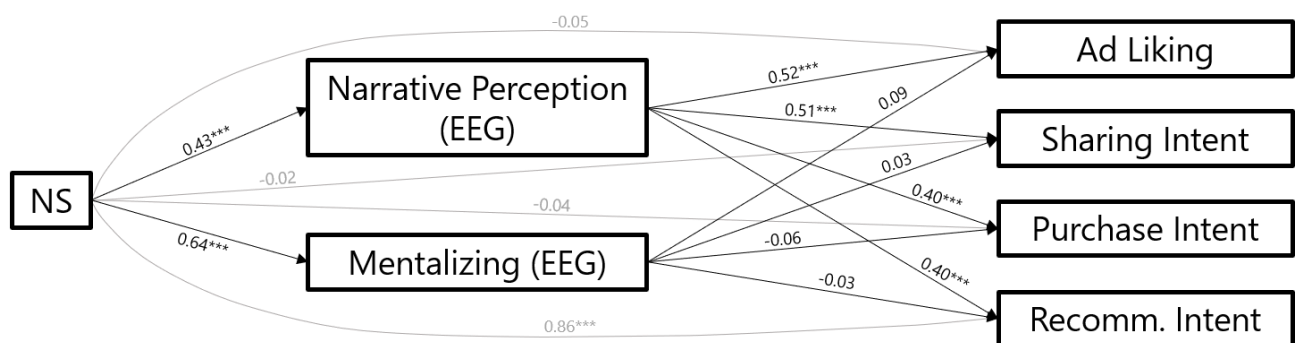 -0.05
Ad Liking
Narrative Perception
(EEG)
0.52***
0.09
0.43***
0.51***
Sharing Intent
-0.02
0.03
NS
-0.04
0.40***
Purchase Intent
0.64***
-0.06
Mentalizing (EEG)
-0.03
0.40***
Recomm. Intent
0.86***